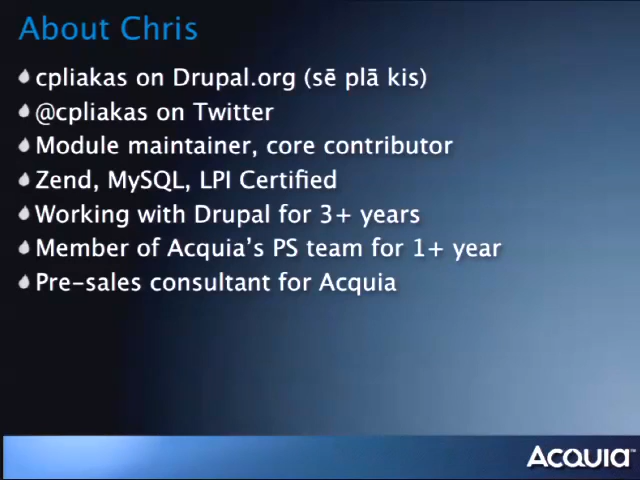 About Chris
cpliakas on Drupal.org (sē plā kis)
@cpliakas on Twitter
Module maintainer, core contributor
Zend, MySQL, LPI Certified
Working with Drupal for 3+ years
Member of Acquia’s PS team for 1+ year
Pre-sales consultant for Acquia
ACQUIA™